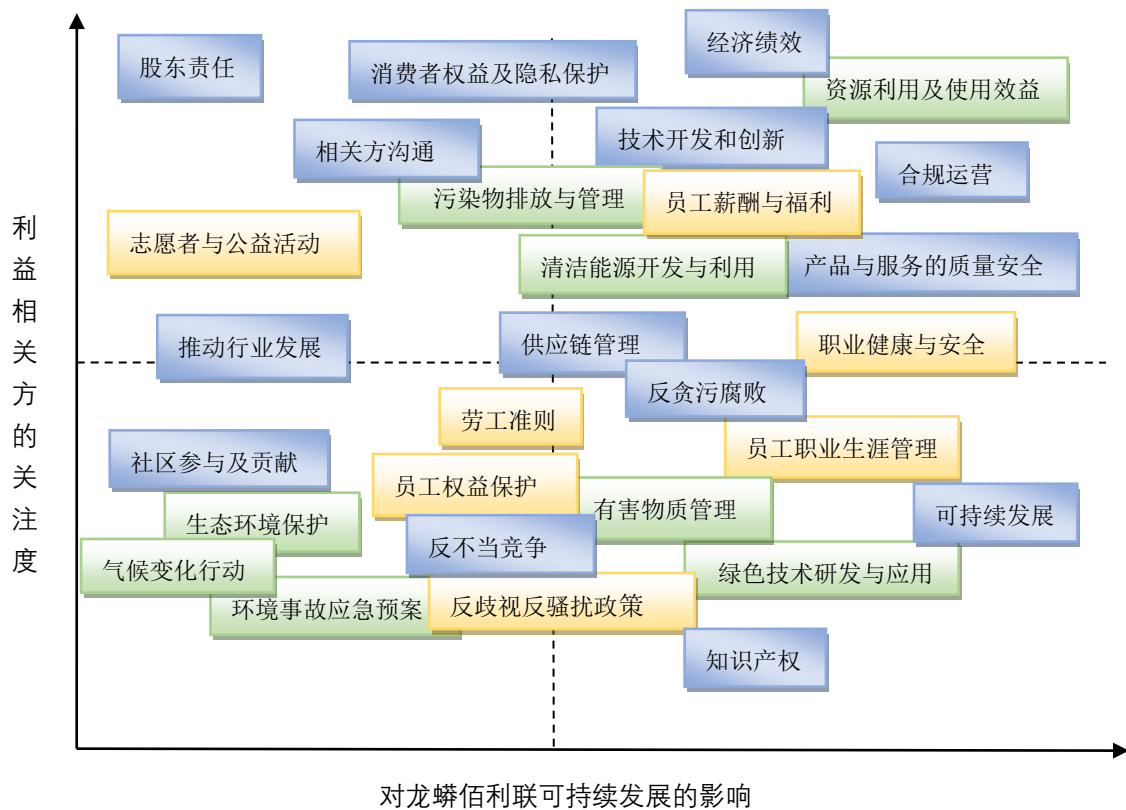 经济绩效
股东责任
消费者权益及隐私保护
资源利用及使用效益
技术开发和创新
相关方沟通
合规运营
污染物排放与管理
员工薪酬与福利
志愿者与公益活动
清洁能源开发与利用
产品与服务的质量安全
推动行业发展
供应链管理
职业健康与安全
反贪污腐败
劳工准则
员工职业生涯管理
社区参与及贡献
员工权益保护
有害物质管理
可持续发展
生态环境保护
反不当竞争
气候变化行动
绿色技术研发与应用
环境事故应急预案
反歧视反骚扰政策
知识产权
利益相关方的关注度
对龙蟒佰利联可持续发展的影响